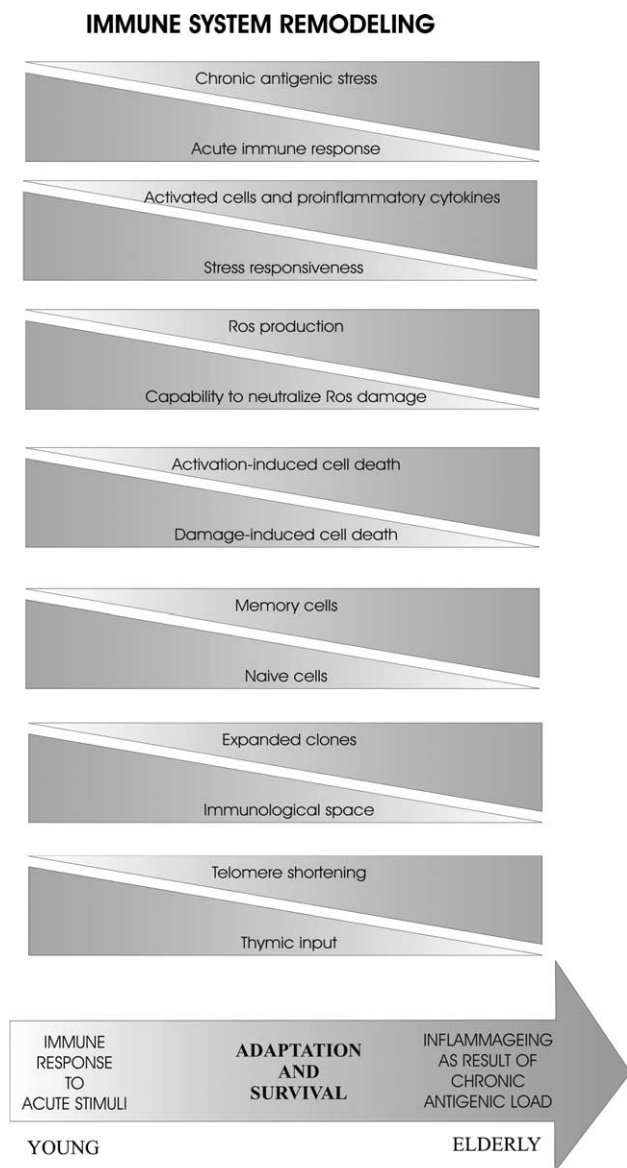 IMMUNE SYSTEM REMODELING
Chronic antigenic stress
Acute immune response
Activated cells and proinflammatory cytokines
Stress responsiveness
Ros production
Capability to neutralize Ros damage
Activation-induced cell death
Damage-induced cell death
Memory cells
Naive cells
Expanded clones
Immunological space
Telomere shortening
Thymic input
IMMUNE
RESPONSE
TO
ACUTE STIMULI
ADAPTATION
AND
SURVIVAL
INFLAMMAGEING
AS RESULT OF
CHRONIC
ANTIGENIC LOAD
YOUNG
ELDERLY